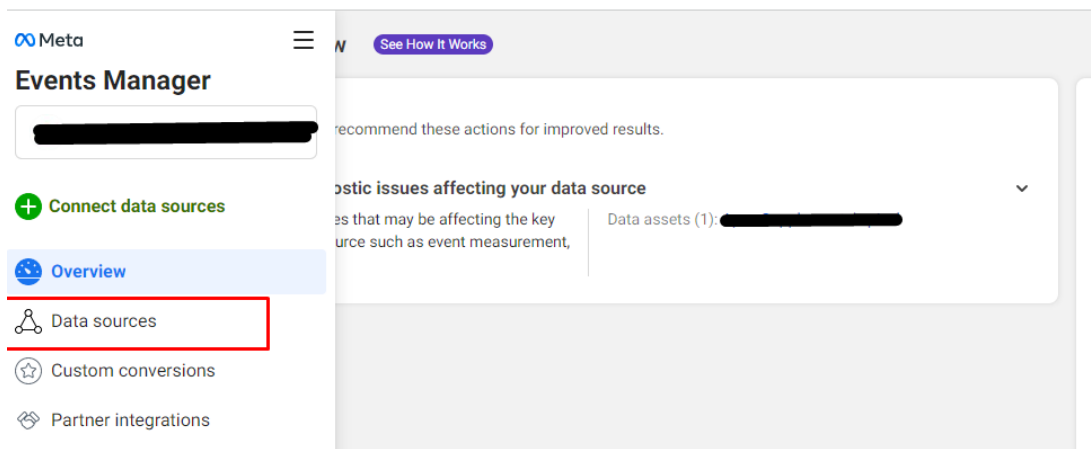 Meta
Events Manager
Connect data sources
Overview
Data sources
Custom conversions
Partner integrations
See How It Works
recommend these actions for improved results.
ostic issues affecting your data source
es that may be affecting the key
urce such as event measurement,
Data assets (1):